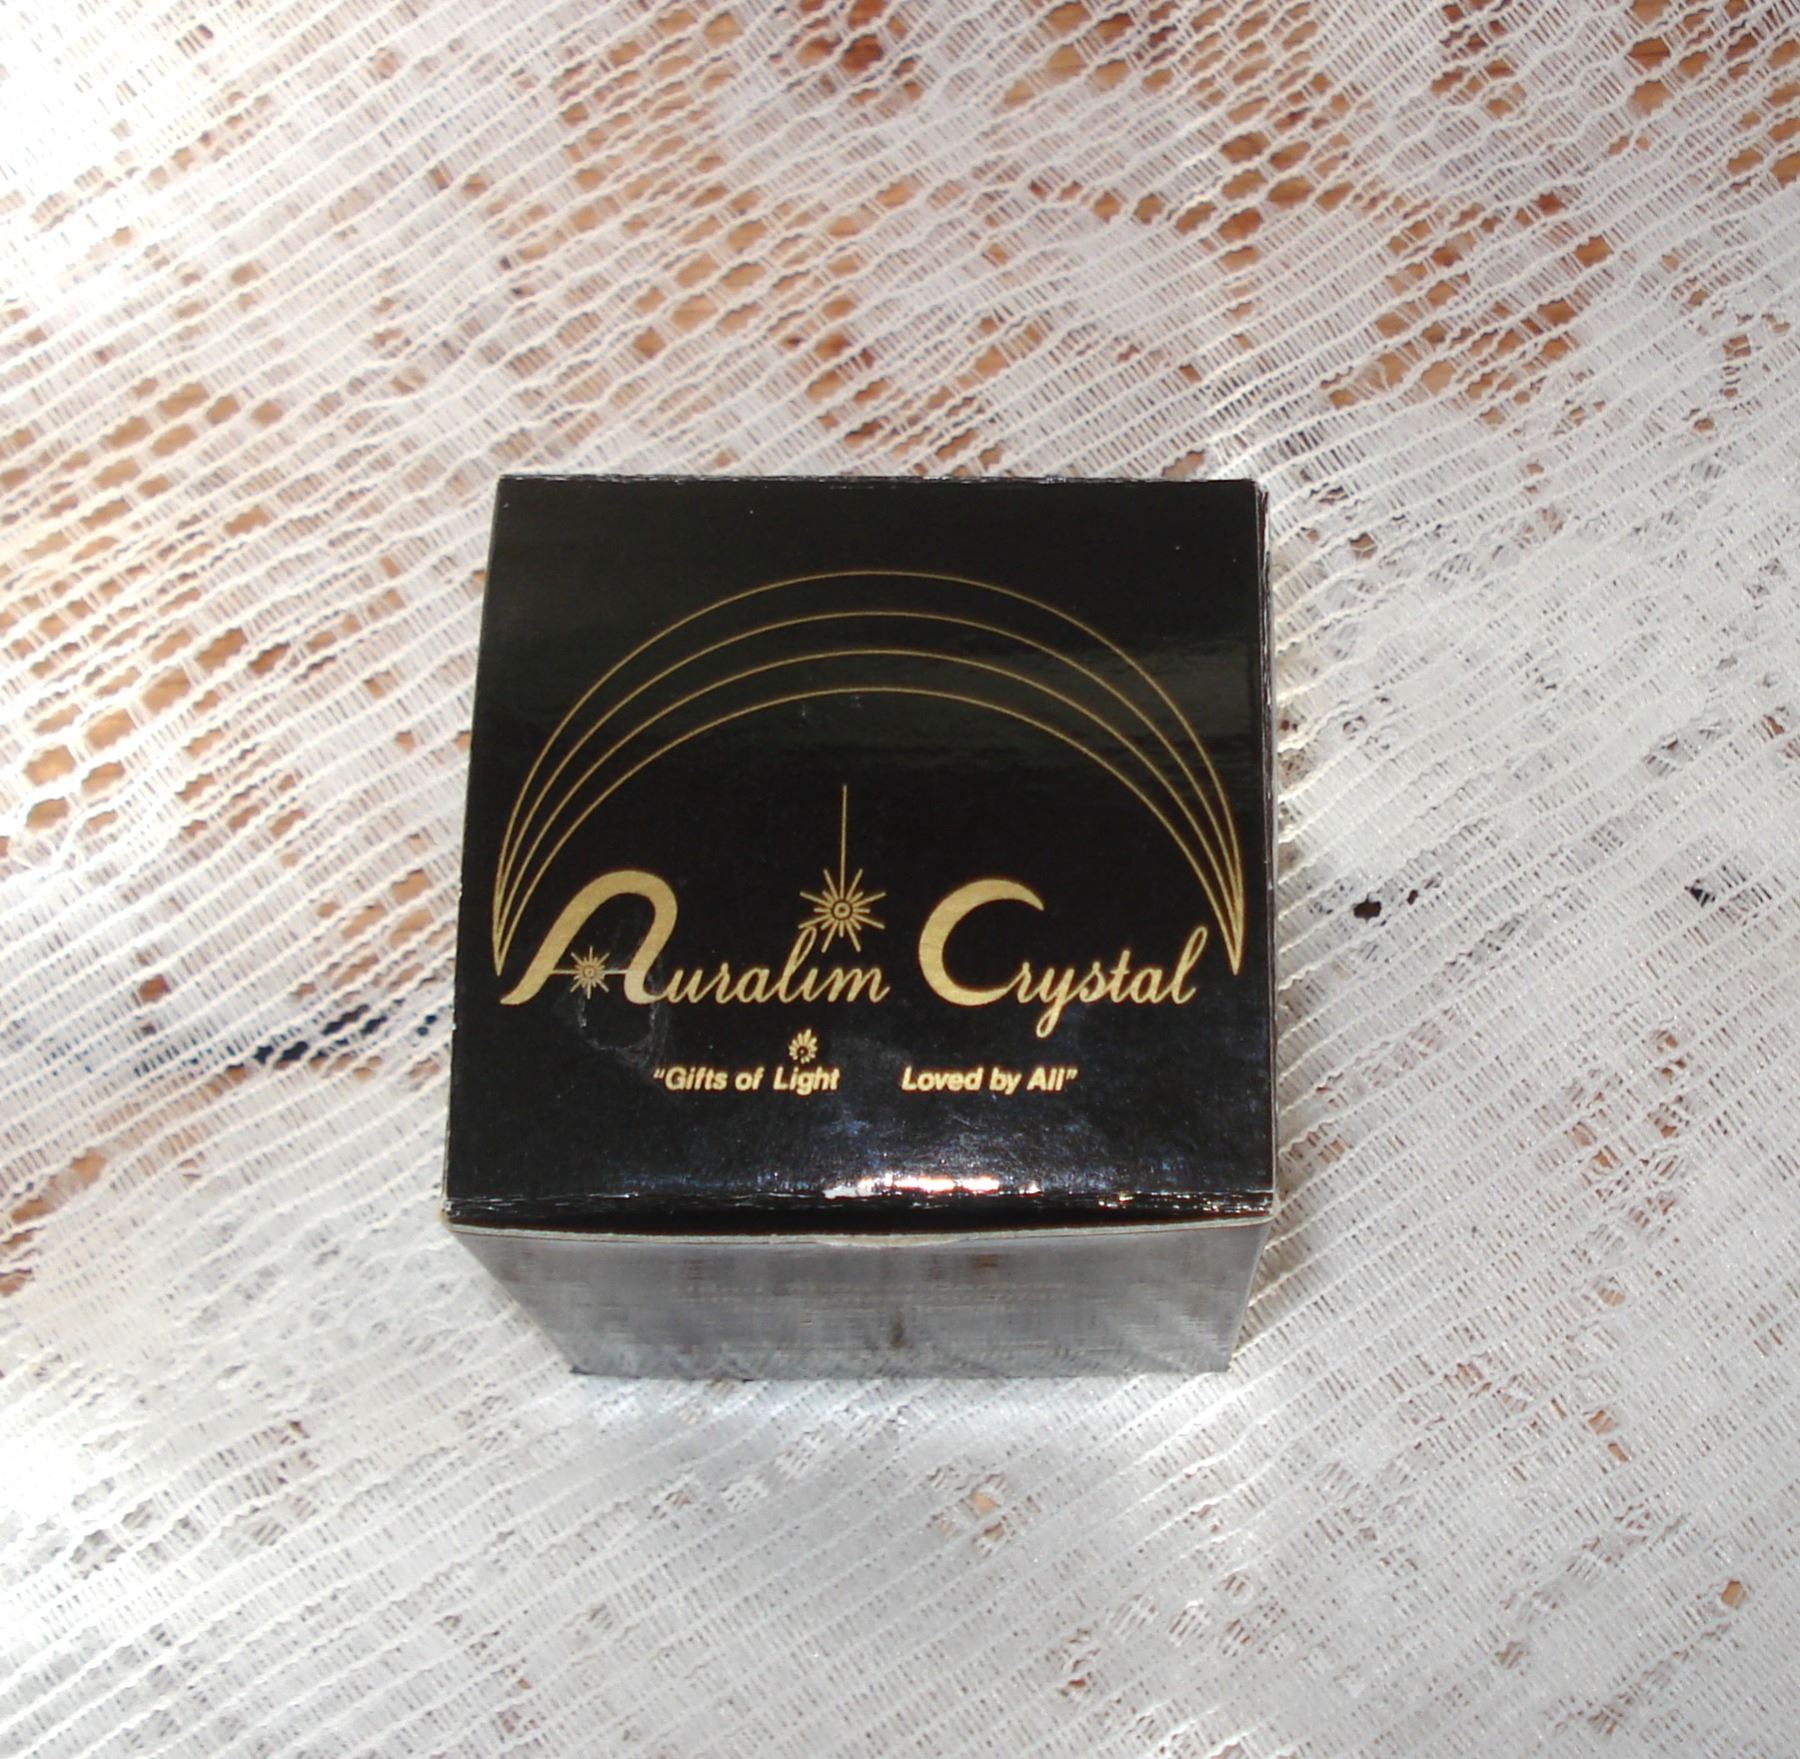 Auralim Crystal
"Gifts of Light Loved by All"